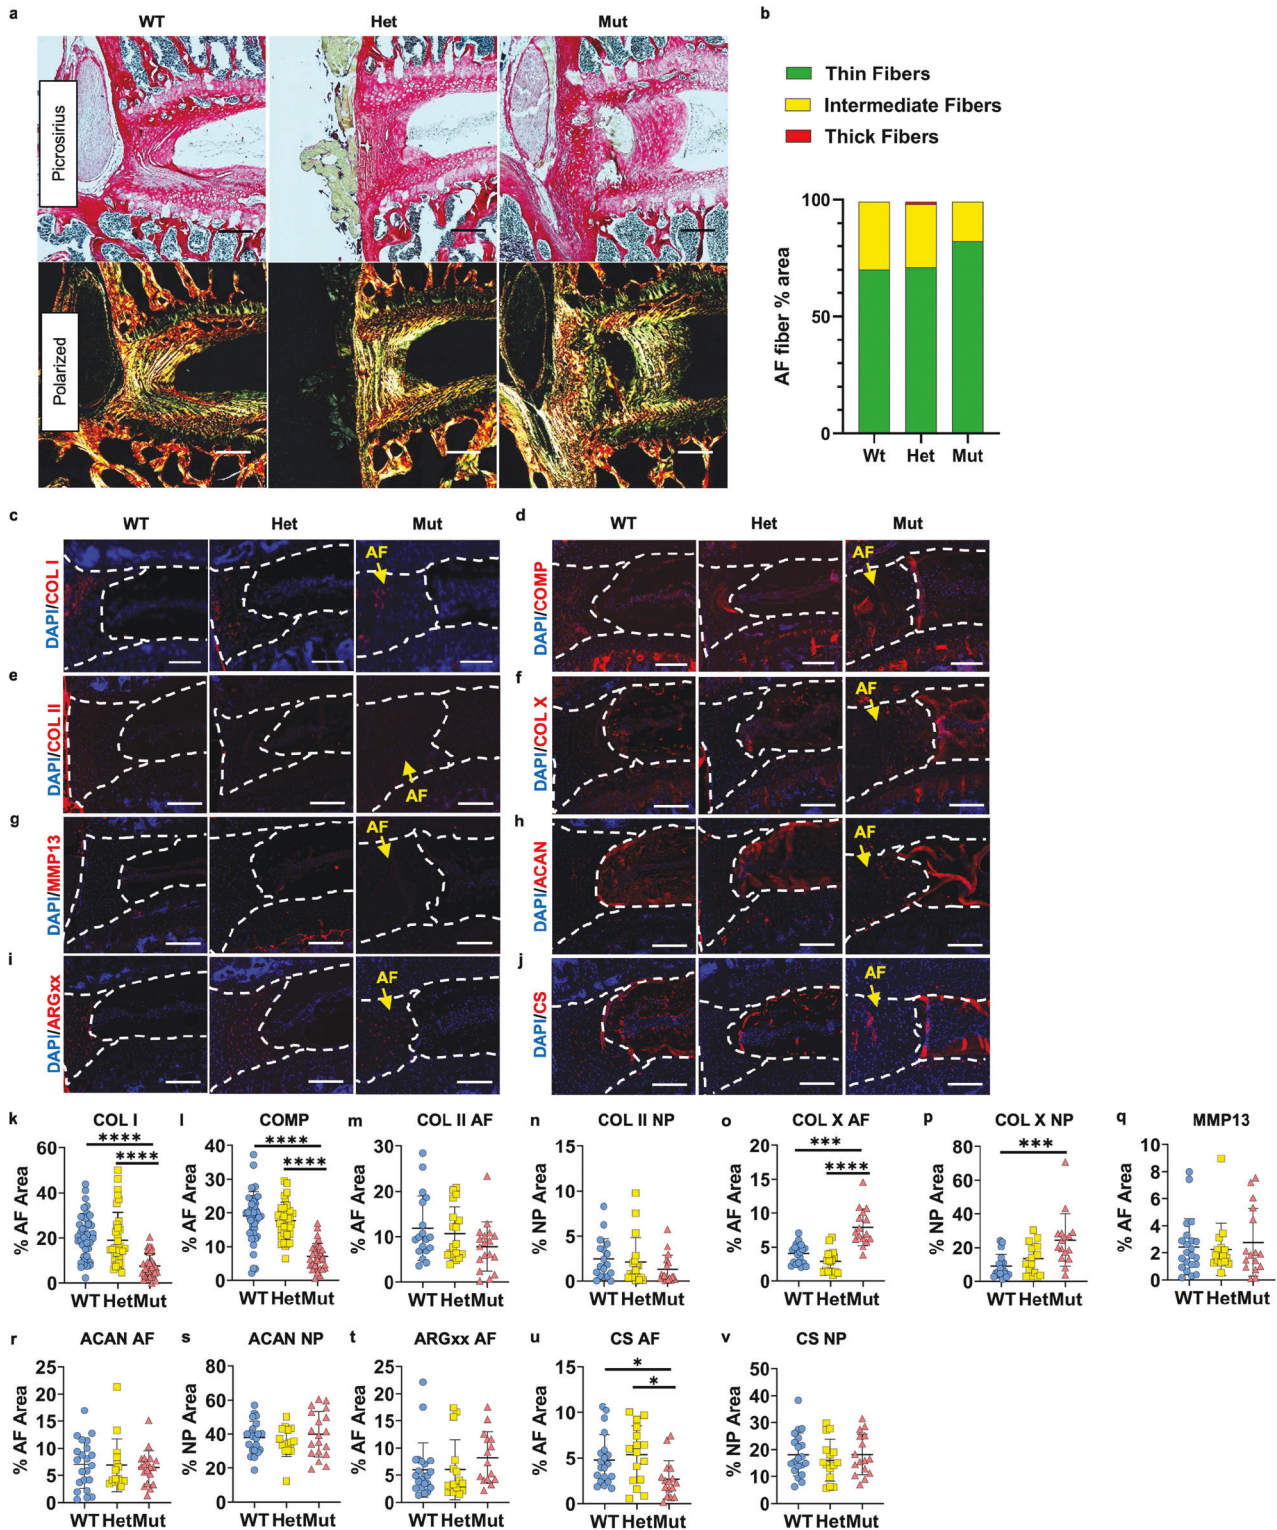 a
WT
Het
Mut
b
Picrosirius
Polarized
Thin Fibers
Intermediate Fibers
Thick Fibers
AF fiber % area
100
50
0
Wt Het Mut
c
WT
Het
Mut
d
WT
Het
Mut
DAPI/COL I
AF
DAPI/COMP
AF
e
DAPI/COL II
AF
f
DAPI/COL X
AF
g
DAPI/MMP13
AF
h
DAPI/ACAN
AF
i
DAPI/ARGxx
AF
j
DAPI/CS
AF
k
COL I
% AF Area
60
40
20
0
****
****
WT Het Mut
l
COMP
% AF Area
40
30
20
10
0
****
****
WT Het Mut
m
COL II AF
% AF Area
40
30
20
10
0
WT Het Mut
n
COL II NP
% NP Area
15
10
5
0
WT Het Mut
o
COL X AF
% AF Area
20
15
10
5
0
***
****
WT Het Mut
p
COL X NP
% NP Area
80
60
40
20
0
***
WT Het Mut
q
MMP13
% AF Area
10
8
6
4
2
0
WT Het Mut
r
ACAN AF
% AF Area
25
20
15
10
5
0
WT Het Mut
s
ACAN NP
% NP Area
80
60
40
20
0
WT Het Mut
t
ARGxx AF
% AF Area
25
20
15
10
5
0
WT Het Mut
u
CS AF
% AF Area
15
10
5
0
*
*
WT Het Mut
v
CS NP
% NP Area
50
40
30
20
10
0
WT Het Mut